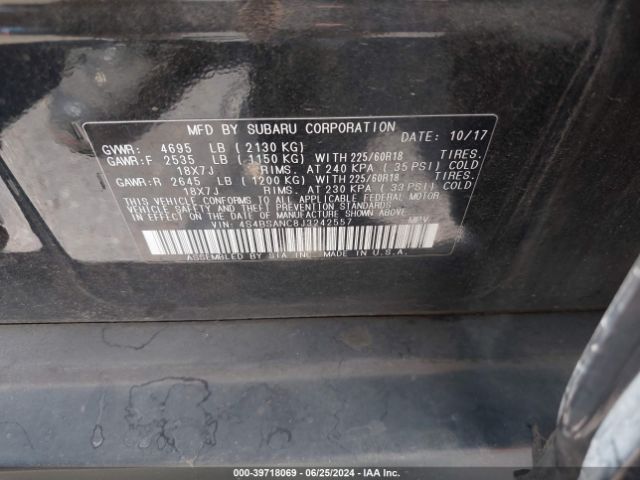 MFD BY SUBARU CORPORATION DATE: 10/17
GVWR: 4695 LB (2130 KG)
GAWR:F 2535 LB (1150 KG) WITH 225/60R18 TIRES.
18X7J RIMS. AT 240 KPA (35 PSI) COLD
GAWR:R 2645 LB (1200 KG) WITH 225/60R18 TIRES.
18X7J RIMS. AT 230 KPA (33 PSI) COLD
THIS VEHICLE CONFORMS TO ALL APPLICABLE FEDERAL MOTOR
VEHICLE SAFETY, BUMPER, AND THEFT PREVENTION STANDARDS
IN EFFECT ON THE DATE OF MANUFACTURE SHOWN ABOVE.
VIN: 4S4BSANC8J3242557 MPV
ASSEMBLED BY SIA INC. MADE IN U.S.A.
000-39718069 - 06/25/2024 - IAA Inc.